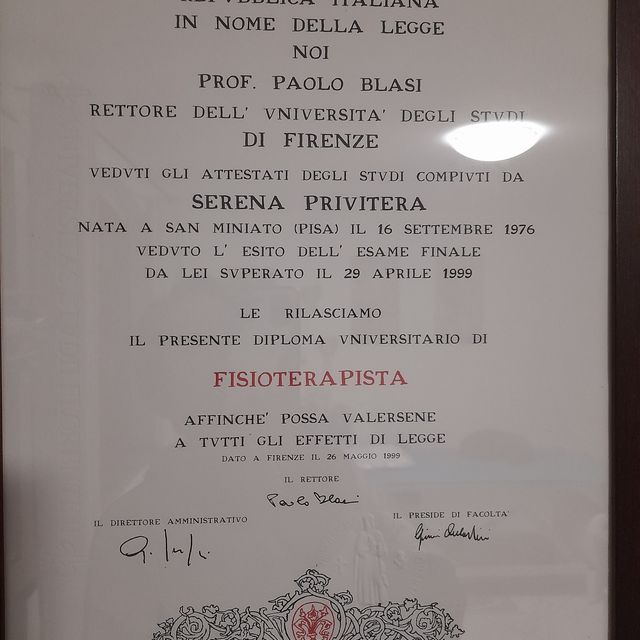 REPVBBLICA ITALIANA
IN NOME DELLA LEGGE
NOI
PROF. PAOLO BLASI
RETTORE DELL' VNIVERSITA' DEGLI STVDI
DI FIRENZE
VEDVTI GLI ATTESTATI DEGLI STVDI COMPIVTI DA
SERENA PRIVITERA
NATA A SAN MINIATO (PISA) IL 16 SETTEMBRE 1976
VEDVTO L' ESITO DELL' ESAME FINALE
DA LEI SVPERATO IL 29 APRILE 1999
LE RILASCIAMO
IL PRESENTE DIPLOMA VNIVERSITARIO DI
FISIOTERAPISTA
AFFINCHE' POSSA VALERSENE
A TVTTI GLI EFFETTI DI LEGGE
DATO A FIRENZE IL 26 MAGGIO 1999
IL RETTORE
Paolo Blasi
IL DIRETTORE AMMINISTRATIVO
IL PRESIDE DI FACOLTA'